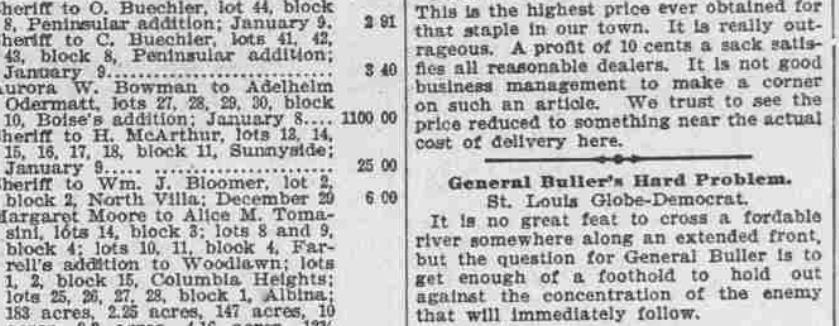 Sheriff to O. Buechler, lot 44, block
8, Peninsular addition; January 9. 2 91
Sheriff to C. Buechler, lots 41, 42,
43, block 8, Peninsular addition;
January 9.................... 3 40
Aurora W. Bowman to Adelheim
Odermatt, lots 27, 28, 29, 30, block
10, Boise's addition; January 8.... 1100 00
Sheriff to H. McArthur, lots 13, 14,
15, 16, 17, 18, block 11, Sunnyside;
January 9..... .................. 25 00
Sheriff to Wm. J. Bloomer, lot 2,
block 2, North Villa; December 29 6 00
Margaret Moore to Alice M. Toma-
sini, lots 14, block 3; lots 8 and 9,
block 4; lots 10, 11, block 4, Far-
rell's addition to Woodlawn; lots
1, 2, block 15, Columbia Heights;
lots 25, 26, 27, 28, block 1, Albina;
183 acres, 2.25 acres, 147 acres, 10
This is the highest price ever obtained for
that staple in our town. It is really out-
rageous. A profit of 10 cents a sack satis-
fies all reasonable dealers. It is not good
business management to make a corner
on such an article. We trust to see the
price reduced to something near the actual
cost of delivery here.
General Buller's Hard Problem.
St. Louis Globe-Democrat.
It is no great feat to cross a fordable
river somewhere along an extended front,
but the question for General Buller is to
get enough of a foothold to hold out
against the concentration of the enemy
that will immediately follow.